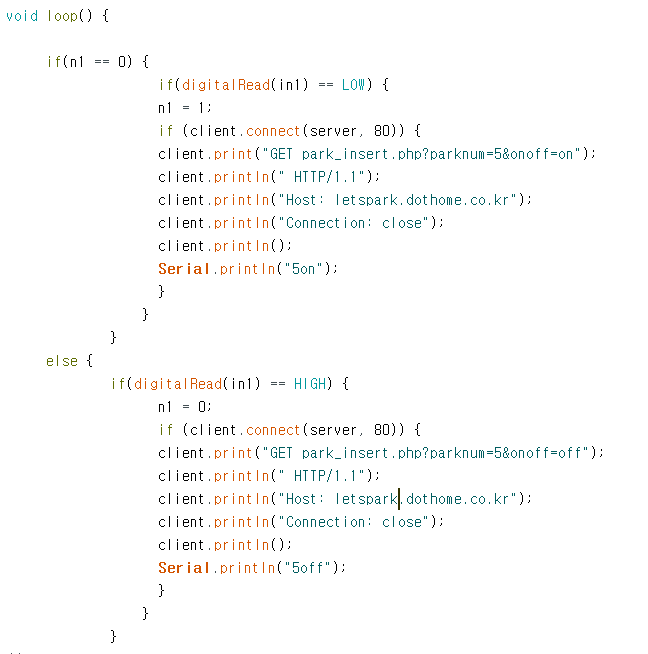 void loop() {
if(n1 == 0) {
if(digitalRead(in1) == LOW) {
n1 = 1;
if (client.connect(server, 80)) {
client.print("GET park_insert.php?parknum=5&onoff=on");
client.println(" HTTP/1.1");
client.println("Host: letspark.dothome.co.kr");
client.println("Connection: close");
client.println();
Serial.println("5on");
}
}
}
else {
if(digitalRead(in1) == HIGH) {
n1 = 0;
if (client.connect(server, 80)) {
client.print("GET park_insert.php?parknum=5&onoff=off");
client.println(" HTTP/1.1");
client.println("Host: letspark.dothome.co.kr");
client.println("Connection: close");
client.println();
Serial.println("5off");
}
}
}